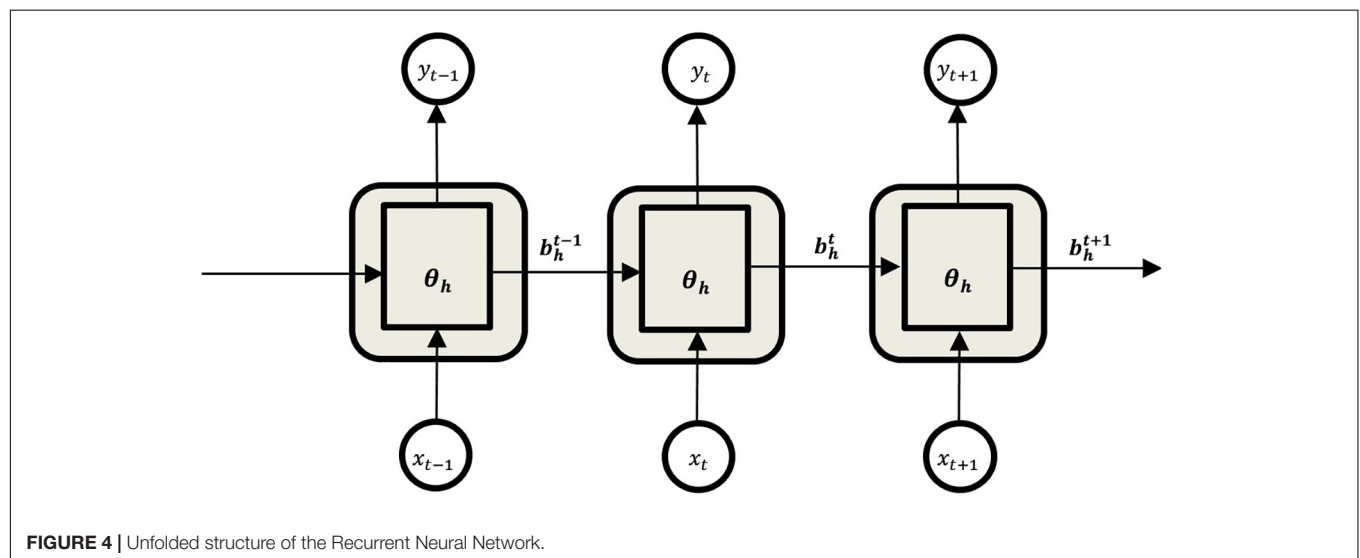 y_{t−1} y_t y_{t+1}
b_h^{t−1} b_h^t b_h^{t+1}
θ_h θ_h θ_h
x_{t−1} x_t x_{t+1}
FIGURE 4 | Unfolded structure of the Recurrent Neural Network.